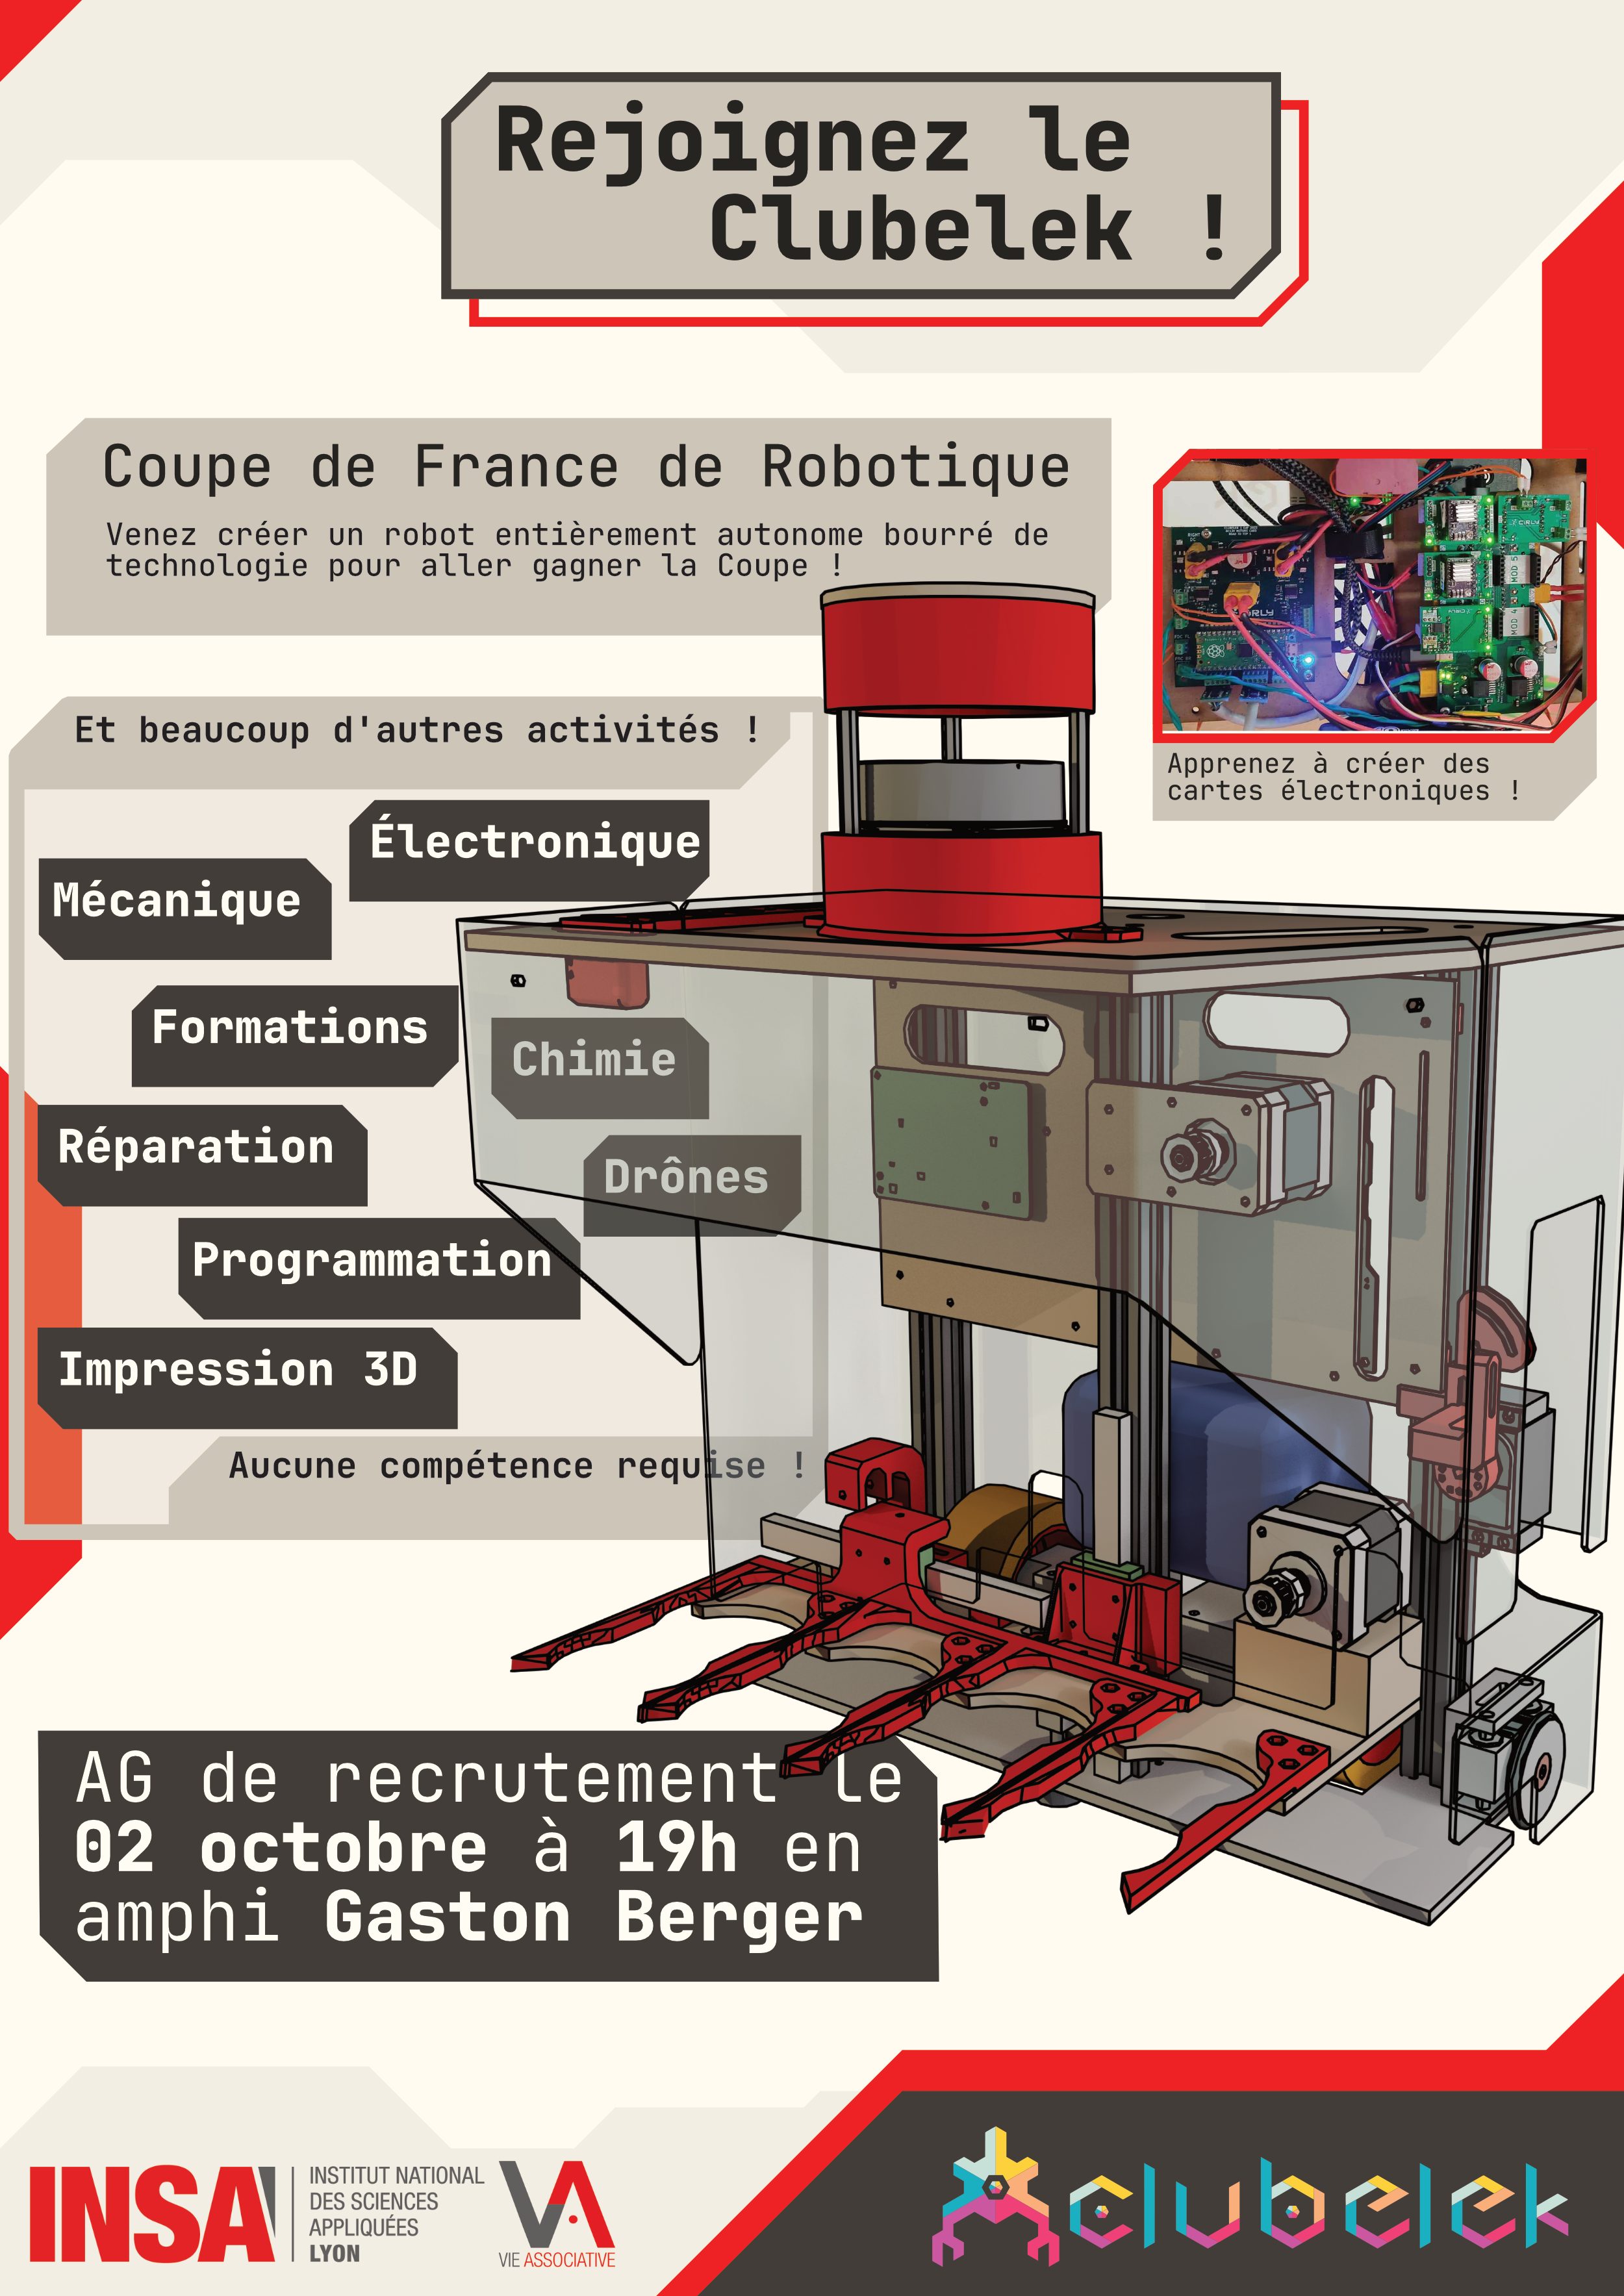 Rejoignez le
Clubelek !
Coupe de France de Robotique
Venez créer un robot entièrement autonome bourré de
technologie pour aller gagner la Coupe !
Apprenez à créer des
cartes électroniques !
Et beaucoup d'autres activités !
Électronique
Mécanique
Formations
Chimie
Réparation
Drônes
Programmation
Impression 3D
Aucune compétence requise !
AG de recrutement le
02 octobre à 19h en
amphi Gaston Berger
INSA
INSTITUT NATIONAL
DES SCIENCES
APPLIQUÉES
LYON
VA
VIE ASSOCIATIVE
clubelek